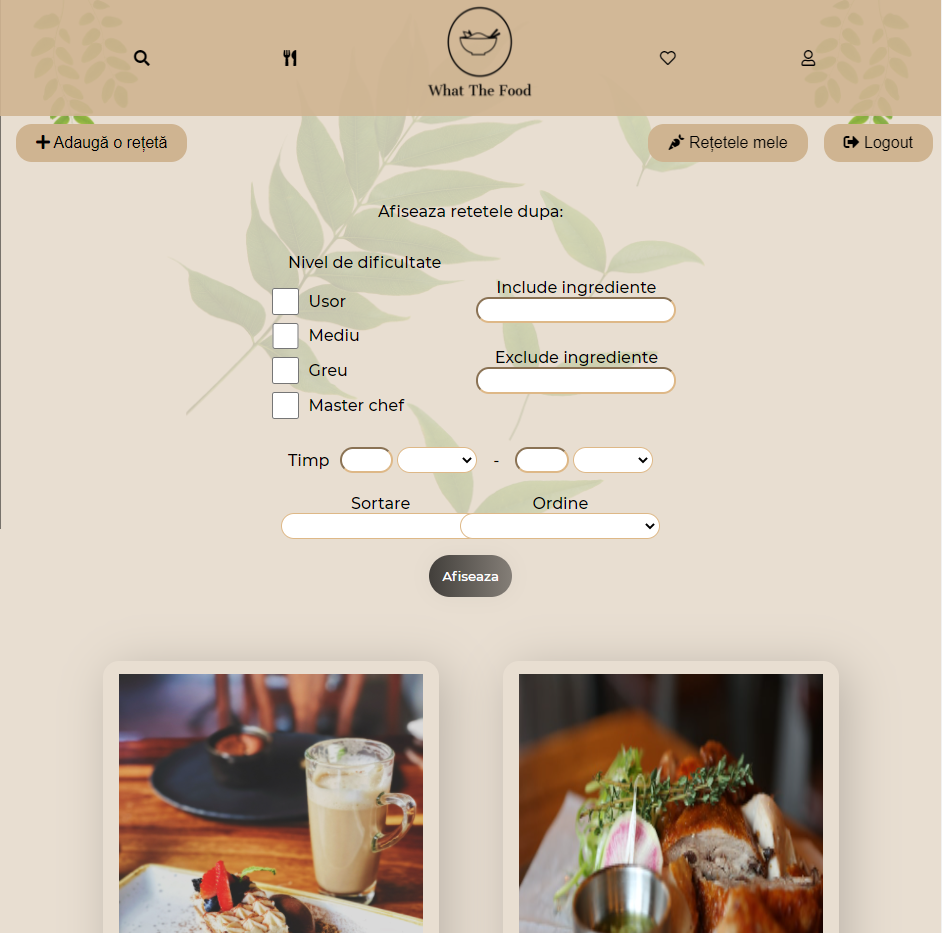 What The Food
Adaugă o rețetă
Rețetele mele
Logout
Afiseaza retetele dupa:
Nivel de dificultate
Include ingrediente
Usor
Mediu
Exclude ingrediente
Greu
Master chef
Timp -
Sortare
Ordine
Afiseaza